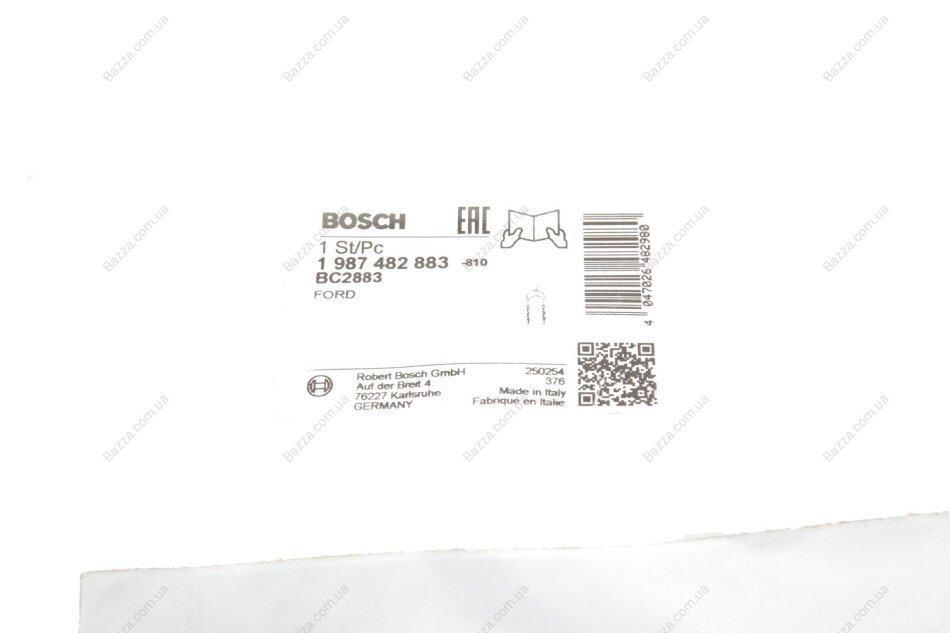 BOSCH
EAC
1 St/Pc
1 987 482 883 -810
BC2883
FORD
4 047026 482980
Robert Bosch GmbH
Auf der Breit 4
76227 Karlsruhe
GERMANY
250254
376
Made in Italy
Fabriqué en Italie
Bazza.com.ua